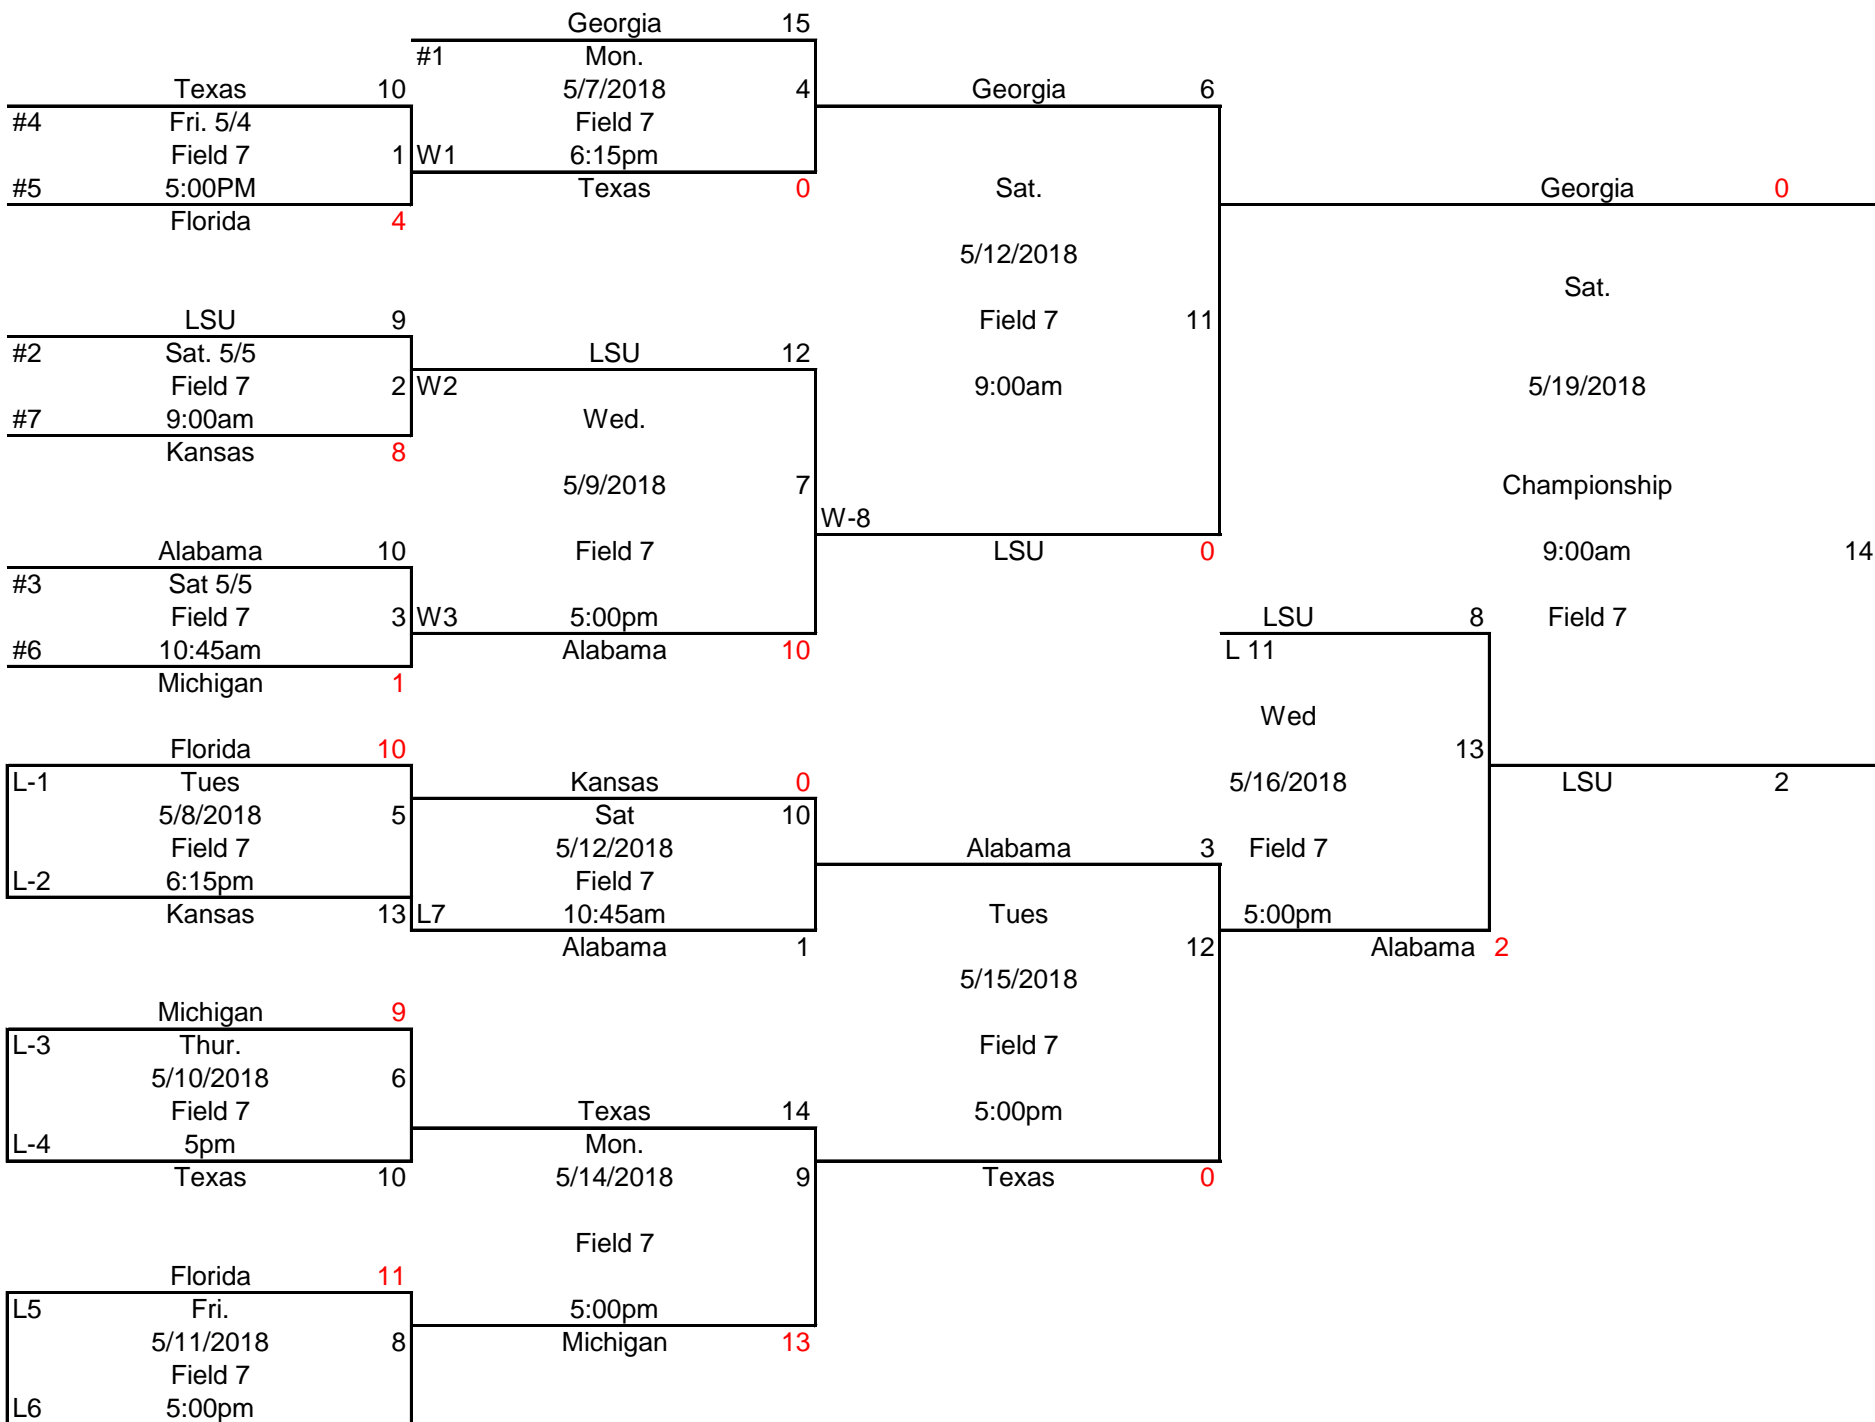 Georgia 15
#1 Mon.
Texas 10 5/7/2018 4 Georgia 6
#4 Fri. 5/4 Field 7
Field 7 1 W1 6:15pm
#5 5:00PM Texas 0 Sat. Georgia 0
Florida 4
5/12/2018
Sat.
LSU 9 Field 7 11
#2 Sat. 5/5 LSU 12
Field 7 2 W2 9:00am 5/19/2018
#7 9:00am Wed.
Kansas 8
5/9/2018 7 Championship
W-8
Alabama 10 Field 7 LSU 0 9:00am 14
#3 Sat 5/5
Field 7 3 W3 5:00pm LSU 8 Field 7
#6 10:45am Alabama 10 L 11
Michigan 1
Wed
Florida 10 13
L-1 Tues Kansas 0 5/16/2018 LSU 2
5/8/2018 5 Sat 10
Field 7 5/12/2018 Alabama 3 Field 7
L-2 6:15pm Field 7
Kansas 13 L7 10:45am Tues 5:00pm
Alabama 1 12 Alabama 2
5/15/2018
Michigan 9
L-3 Thur. Field 7
5/10/2018 6
Field 7 Texas 14 5:00pm
L-4 5pm Mon.
Texas 10 5/14/2018 9 Texas 0
Field 7
Florida 11
L5 Fri. 5:00pm
5/11/2018 8 Michigan 13
Field 7
L6 5:00pm